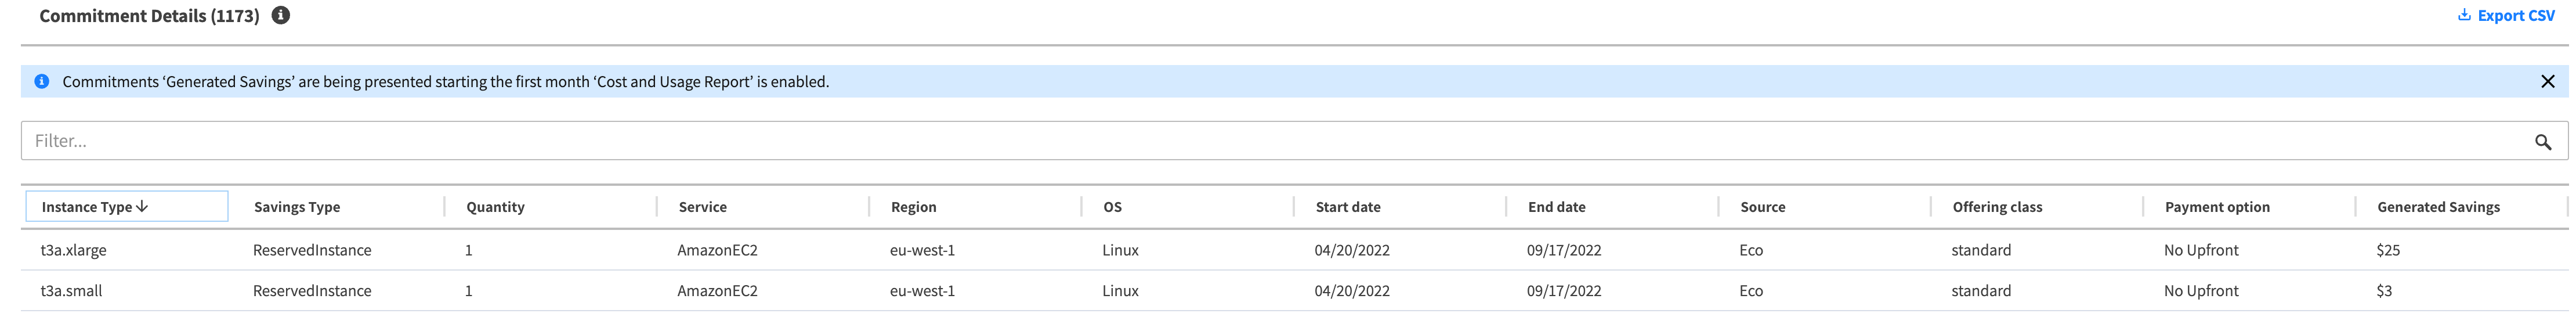 Commitment Details (1173)
Export CSV
Commitments ‘Generated Savings’ are being presented starting the first month ‘Cost and Usage Report’ is enabled.
Filter...
Instance Type Savings Type Quantity Service Region OS Start date End date Source Offering class Payment option Generated Savings
t3a.xlarge ReservedInstance 1 AmazonEC2 eu-west-1 Linux 04/20/2022 09/17/2022 Eco standard No Upfront $25
t3a.small ReservedInstance 1 AmazonEC2 eu-west-1 Linux 04/20/2022 09/17/2022 Eco standard No Upfront $3